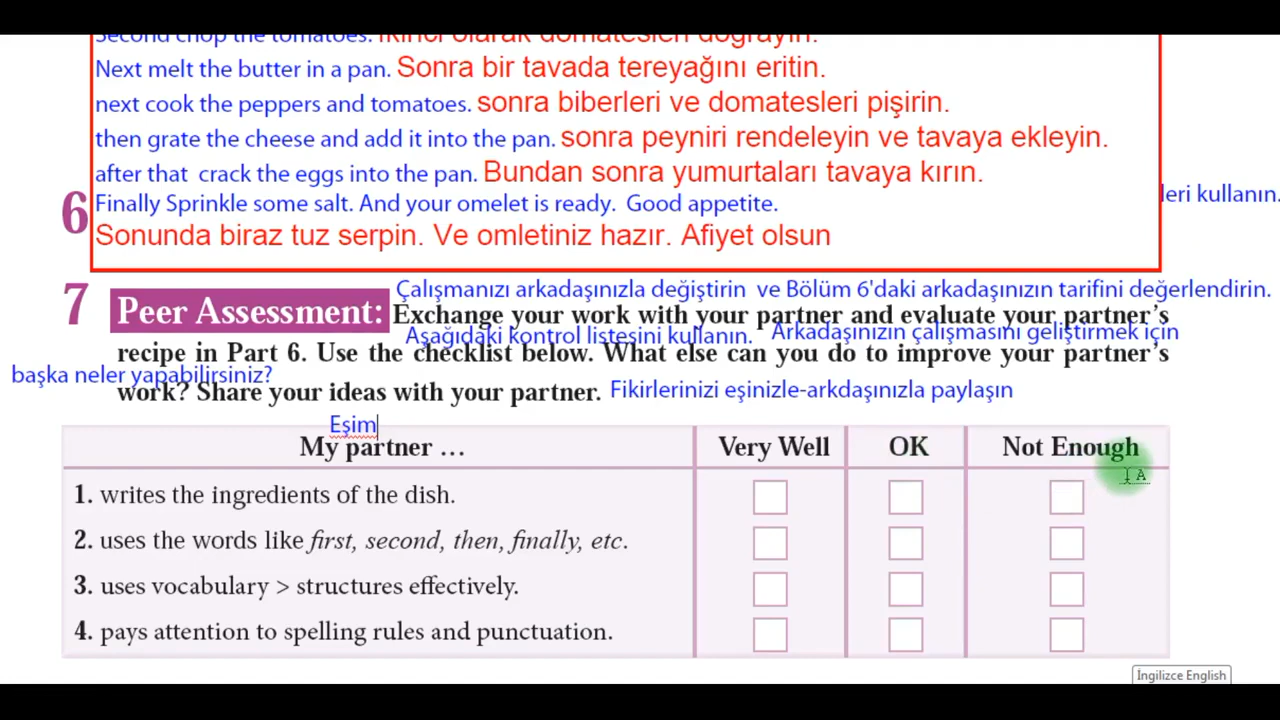 Second chop the tomatoes. İkinci olarak domatesleri doğrayın.
Next melt the butter in a pan. Sonra bir tavada tereyağını eritin.
next cook the peppers and tomatoes. sonra biberleri ve domatesleri pişirin.
then grate the cheese and add it into the pan. sonra peyniri rendeleyin ve tavaya ekleyin.
after that crack the eggs into the pan. Bundan sonra yumurtaları tavaya kırın.
leri kullanın.
6 Finally Sprinkle some salt. And your omelet is ready. Good appetite.
Sonunda biraz tuz serpin. Ve omletiniz hazır. Afiyet olsun
Çalışmanızı arkadaşınızla değiştirin ve Bölüm 6'daki arkadaşınızın tarifini değerlendirin.
7 Peer Assessment: Exchange your work with your partner and evaluate your partner's
Aşağıdaki kontrol listesini kullanın. Arkadaşınızın çalışmasını geliştirmek için
recipe in Part 6. Use the checklist below. What else can you do to improve your partner's
başka neler yapabilirsiniz?
work? Share your ideas with your partner. Fikirlerinizi eşinizle-arkdaşınızla paylaşın
Eşim
My partner … Very Well OK Not Enough
A
1. writes the ingredients of the dish.
2. uses the words like first, second, then, finally, etc.
3. uses vocabulary > structures effectively.
4. pays attention to spelling rules and punctuation.
İngilizce English